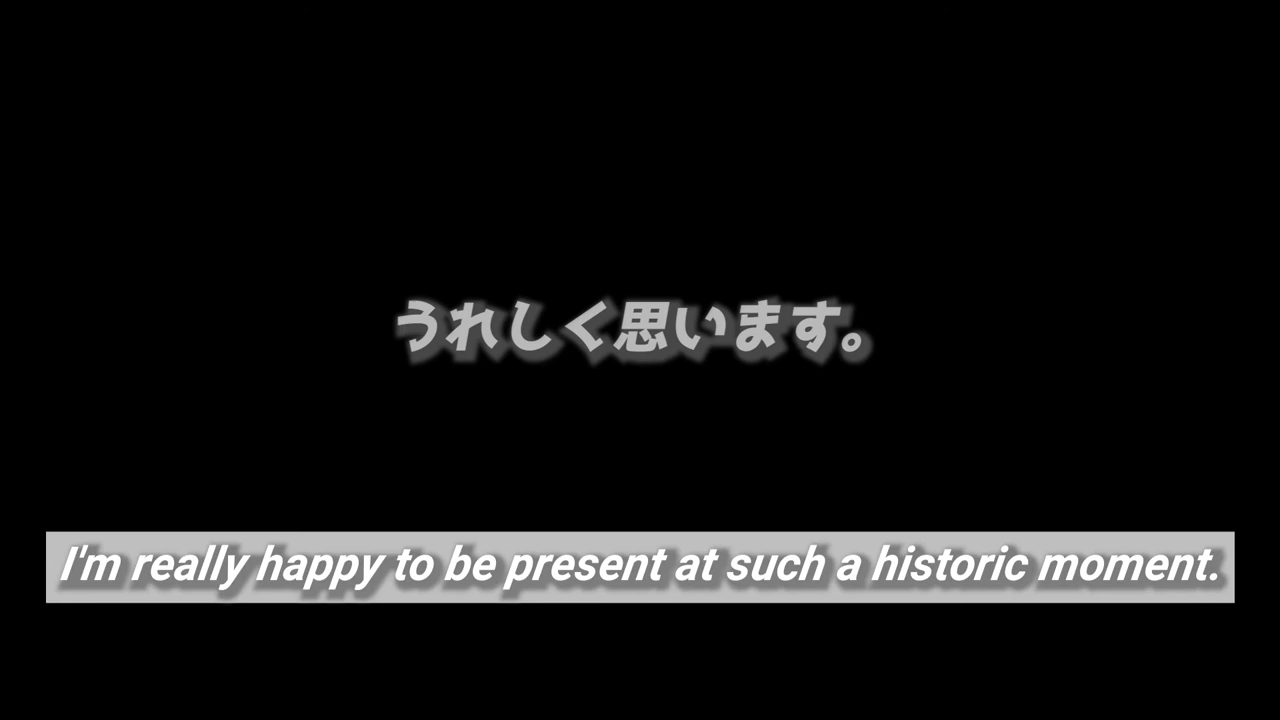 うれしく思います。
I'm really happy to be present at such a historic moment.